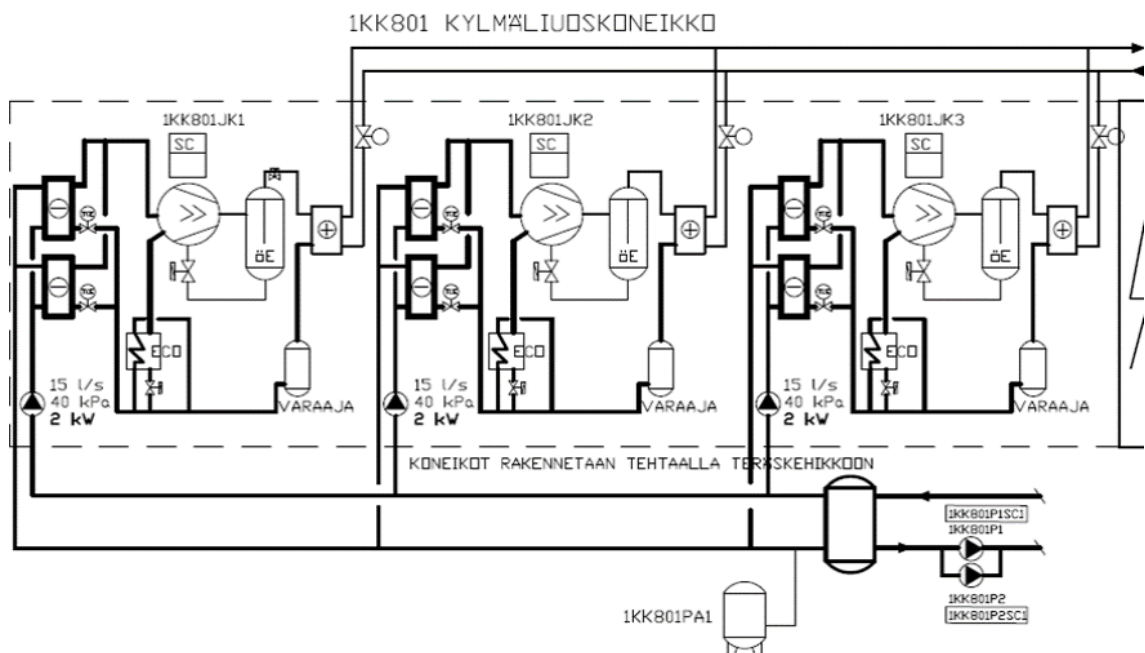 1KK801 KYLMÄLIUOSKONEIKKO
1KK801JK1
SC
1KK801JK2
SC
1KK801JK3
SC
öE
öE
öE
ECO
ECO
ECO
15 l/s
40 kPa
2 kW
VARAAJA
15 l/s
40 kPa
2 kW
VARAAJA
15 l/s
40 kPa
2 kW
VARAAJA
KONEIKOT RAKENNETAAN TEHTAALLA TERÄSKEHIKKOON
1KK801P1SC1
1KK801P1
1KK801P2
1KK801P2SC1
1KK801PA1